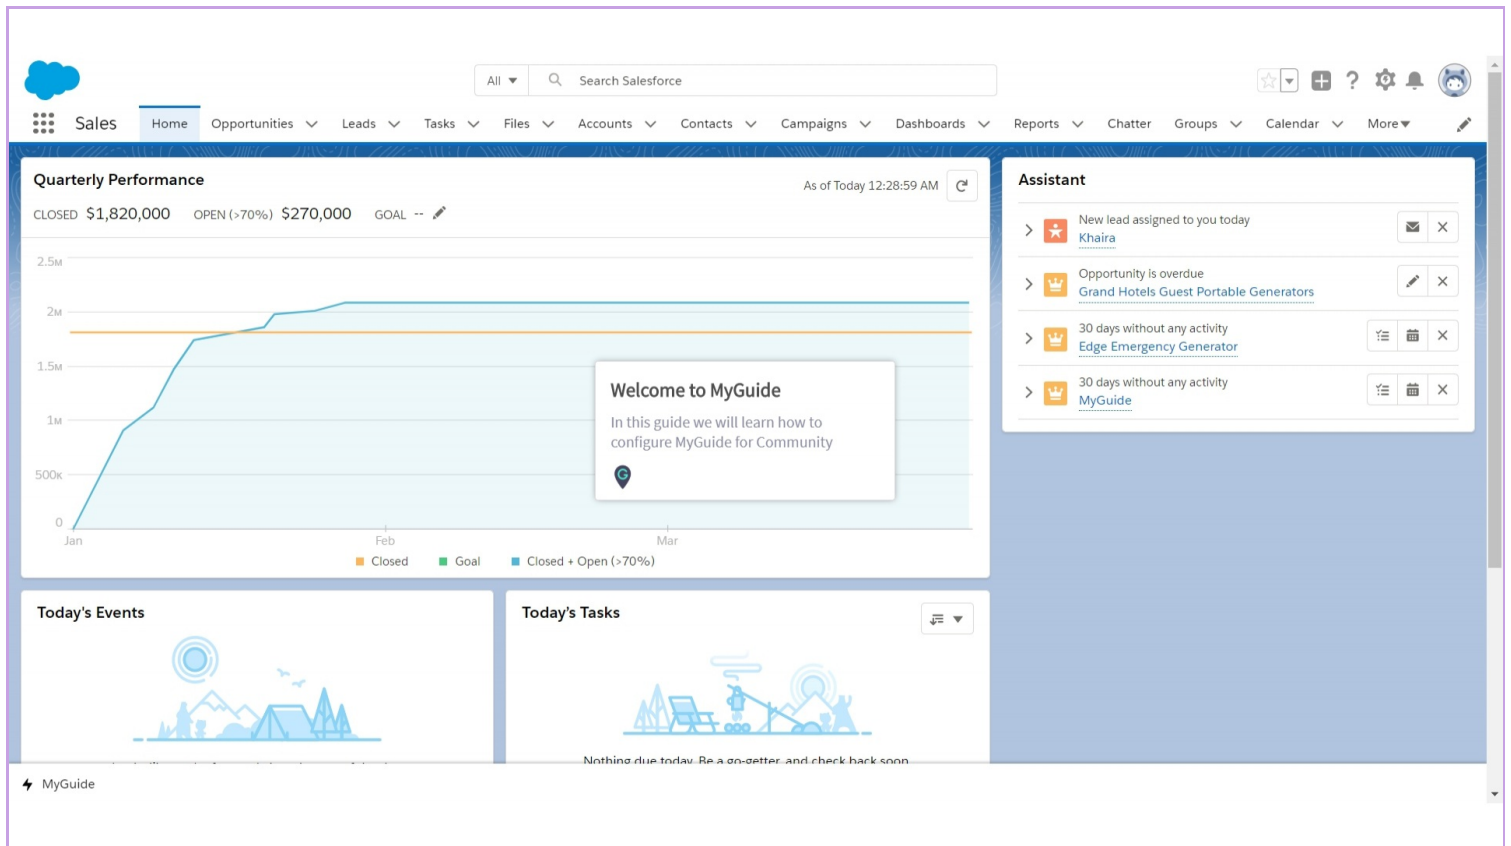 All Search Salesforce
Sales Home Opportunities Leads Tasks Files Accounts Contacts Campaigns Dashboards Reports Chatter Groups Calendar More
Quarterly Performance
As of Today 12:28:59 AM
CLOSED $1,820,000 OPEN (>70%) $270,000 GOAL --
2.5M
2M
1.5M
1M
500K
0
Jan Feb Mar
Closed Goal Closed + Open (>70%)
Welcome to MyGuide
In this guide we will learn how to
configure MyGuide for Community
G
Assistant
New lead assigned to you today
Khaira
Opportunity is overdue
Grand Hotels Guest Portable Generators
30 days without any activity
Edge Emergency Generator
30 days without any activity
MyGuide
Today's Events
Today's Tasks
Nothing due today. Be a go-getter, and check back soon
MyGuide